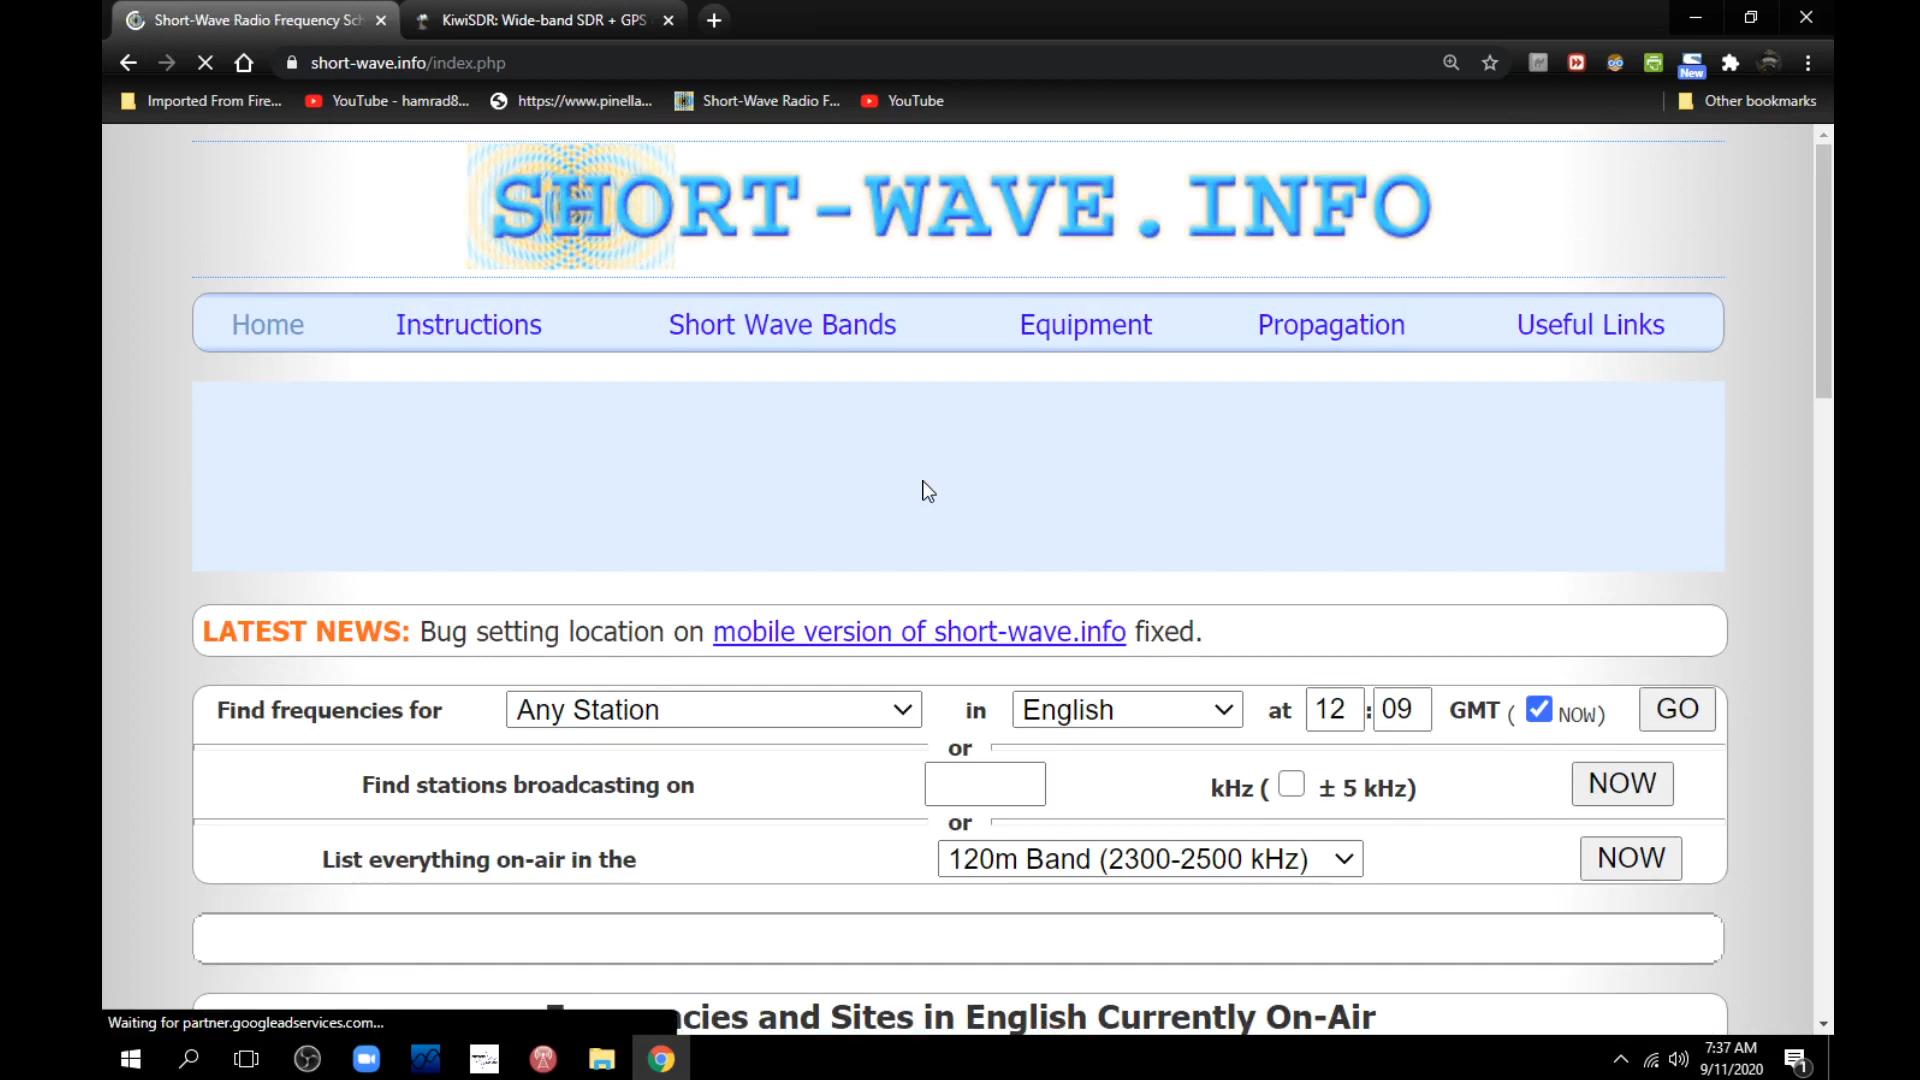 Short-Wave Radio Frequency Sch
KiwiSDR: Wide-band SDR + GPS
short-wave.info/index.php
Imported From Fire...
YouTube - hamrad8...
https://www.pinella...
Short-Wave Radio F...
YouTube
New
Other bookmarks
SHORT-WAVE.INFO
Home Instructions Short Wave Bands Equipment Propagation Useful Links
LATEST NEWS: Bug setting location on mobile version of short-wave.info fixed.
Find frequencies for Any Station in English at 12 : 09 GMT ( NOW) GO
or
Find stations broadcasting on kHz ( ± 5 kHz) NOW
or
List everything on-air in the 120m Band (2300-2500 kHz) NOW
and Sites in English Currently On-Air
Waiting for partner.googleadservices.com...
7:37 AM
9/11/2020
1